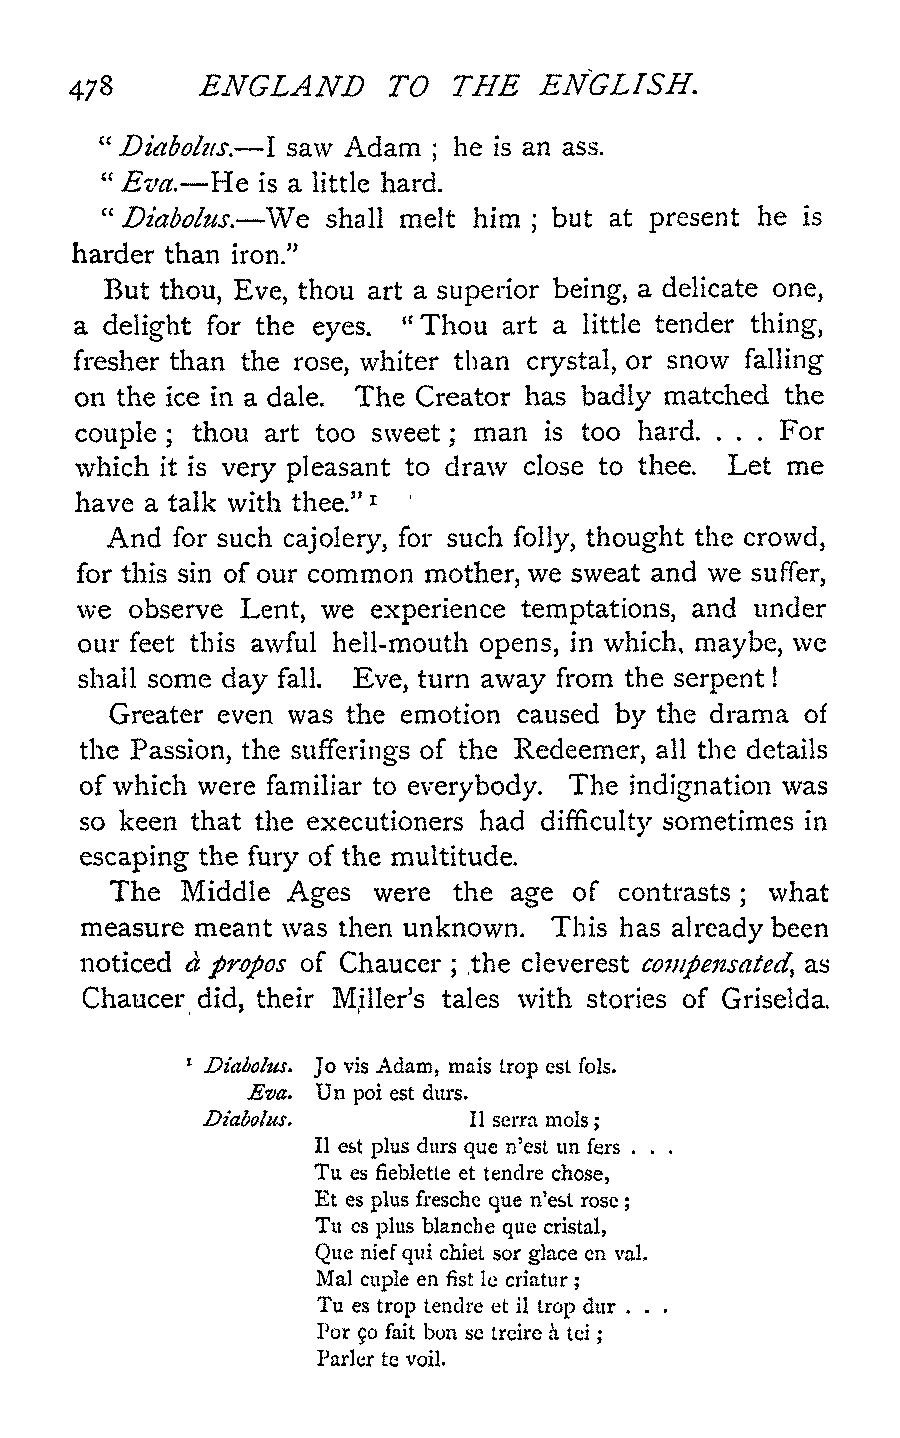 478 ENGLAND TO THE ENGLISH.
“ Diabolus.—I saw Adam ; he is an ass.
“ Eva.—He is a little hard.
“ Diabolus.—We shall melt him ; but at present he is
harder than iron.”
But thou, Eve, thou art a superior being, a delicate one,
a delight for the eyes. “ Thou art a little tender thing,
fresher than the rose, whiter than crystal, or snow falling
on the ice in a dale. The Creator has badly matched the
couple ; thou art too sweet ; man is too hard. . . . For
which it is very pleasant to draw close to thee. Let me
have a talk with thee.” 1
And for such cajolery, for such folly, thought the crowd,
for this sin of our common mother, we sweat and we suffer,
we observe Lent, we experience temptations, and under
our feet this awful hell-mouth opens, in which, maybe, we
shall some day fall. Eve, turn away from the serpent !
Greater even was the emotion caused by the drama of
the Passion, the sufferings of the Redeemer, all the details
of which were familiar to everybody. The indignation was
so keen that the executioners had difficulty sometimes in
escaping the fury of the multitude.
The Middle Ages were the age of contrasts ; what
measure meant was then unknown. This has already been
noticed à propos of Chaucer ; the cleverest compensated, as
Chaucer did, their Miller’s tales with stories of Griselda.
1 Diabolus. Jo vis Adam, mais trop est fols.
Eva. Un poi est durs.
Diabolus. Il serra mols ;
Il est plus durs que n’est un fers . . .
Tu es fieblette et tendre chose,
Et es plus fresche que n’est rose ;
Tu es plus blanche que cristal,
Que nief qui chiet sor glace en val.
Mal cuple en fist le criatur ;
Tu es trop tendre et il trop dur . . .
Por ço fait bon se treire à tei ;
Parler te voil.